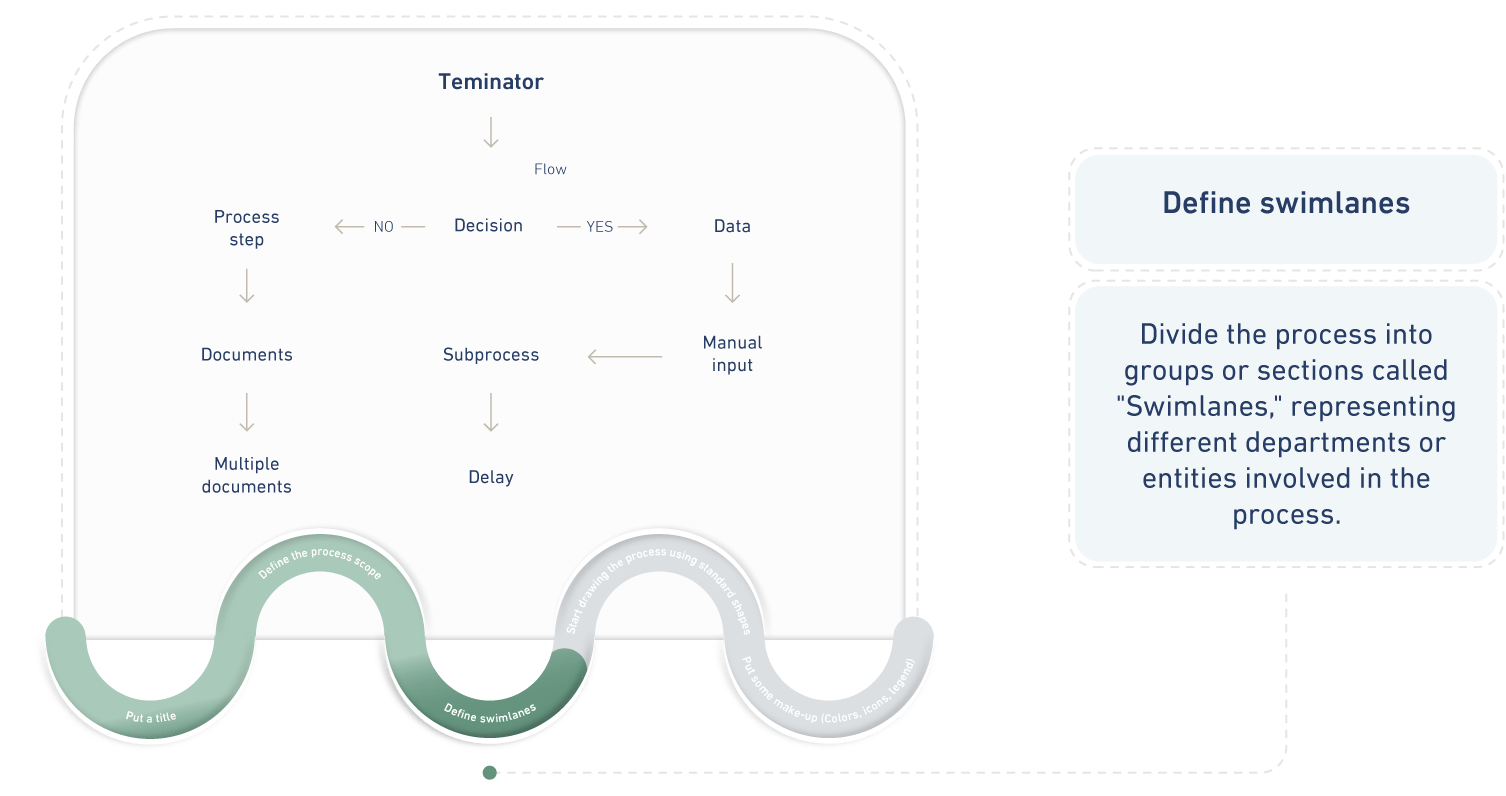 Teminator
Flow
Process
step
NO
Decision
YES
Data
Documents
Subprocess
Manual
input
Multiple
documents
Delay
Put a title
Define the process scope
Define swimlanes
Start drawing the process using standard shapes
Put some make-up (Colors, icons, legend)
Define swimlanes
Divide the process into
groups or sections called
"Swimlanes," representing
different departments or
entities involved in the
process.